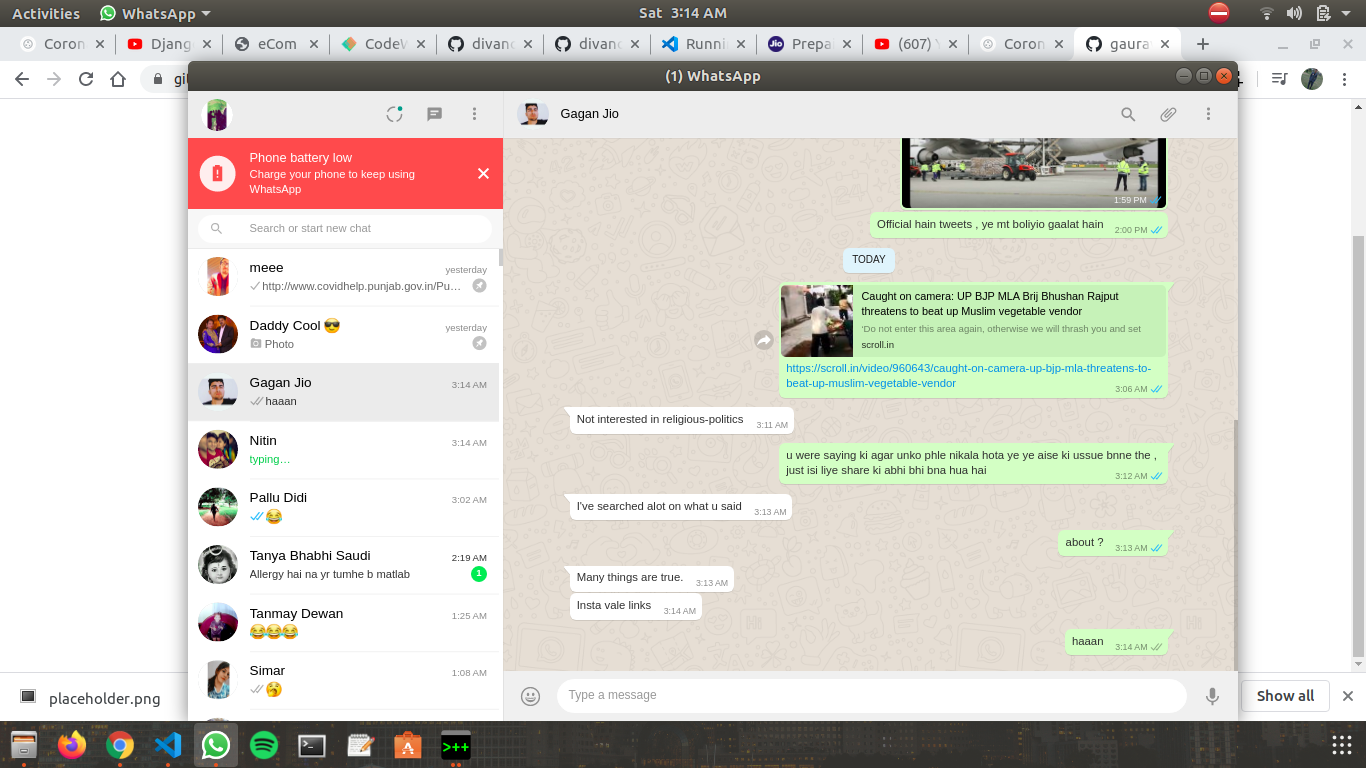 Activities
WhatsApp
Sat 3:14 AM
Coron
Djang
eCom
CodeW
divanc
divanc
Runni
Prepai
(607) Y
Coron
gaurav
(1) WhatsApp
Gagan Jio
Phone battery low
Charge your phone to keep using
WhatsApp
Search or start new chat
meee
yesterday
http://www.covidhelp.punjab.gov.in/Pu…
Daddy Cool 😎
yesterday
Photo
Gagan Jio
3:14 AM
haaan
Nitin
3:14 AM
typing…
Pallu Didi
3:02 AM
😂
Tanya Bhabhi Saudi
2:19 AM
Allergy hai na yr tumhe b matlab
1
Tanmay Dewan
1:25 AM
😂😂😂
Simar
1:08 AM
🥱
1:59 PM
Official hain tweets , ye mt boliyio gaalat hain
2:00 PM
TODAY
Caught on camera: UP BJP MLA Brij Bhushan Rajput
threatens to beat up Muslim vegetable vendor
'Do not enter this area again, otherwise we will thrash you and set
scroll.in
https://scroll.in/video/960643/caught-on-camera-up-bjp-mla-threatens-to-
beat-up-muslim-vegetable-vendor
3:06 AM
Not interested in religious-politics
3:11 AM
u were saying ki agar unko phle nikala hota ye ye aise ki ussue bnne the ,
just isi liye share ki abhi bhi bna hua hai
3:12 AM
I've searched alot on what u said
3:13 AM
about ?
3:13 AM
Many things are true.
3:13 AM
Insta vale links
3:14 AM
haaan
3:14 AM
Type a message
placeholder.png
Show all
>++